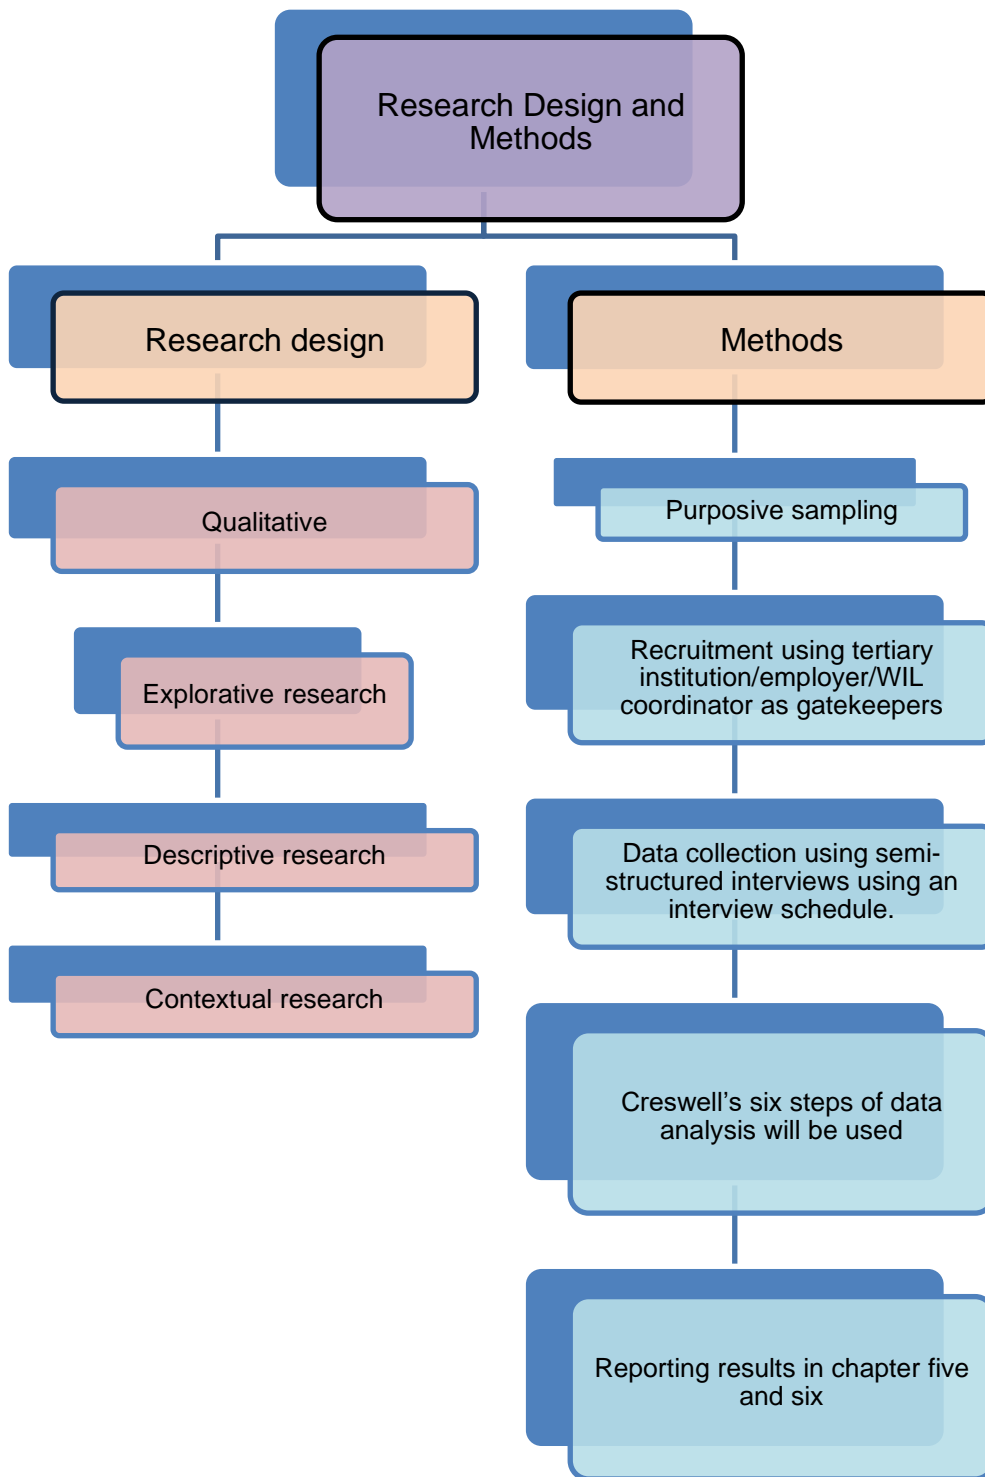 Research Design and
Methods
Research design
Methods
Qualitative
Purposive sampling
Explorative research
Recruitment using tertiary
institution/employer/WIL
coordinator as gatekeepers
Descriptive research
Data collection using semi-
structured interviews using an
interview schedule.
Contextual research
Creswell’s six steps of data
analysis will be used
Reporting results in chapter five
and six